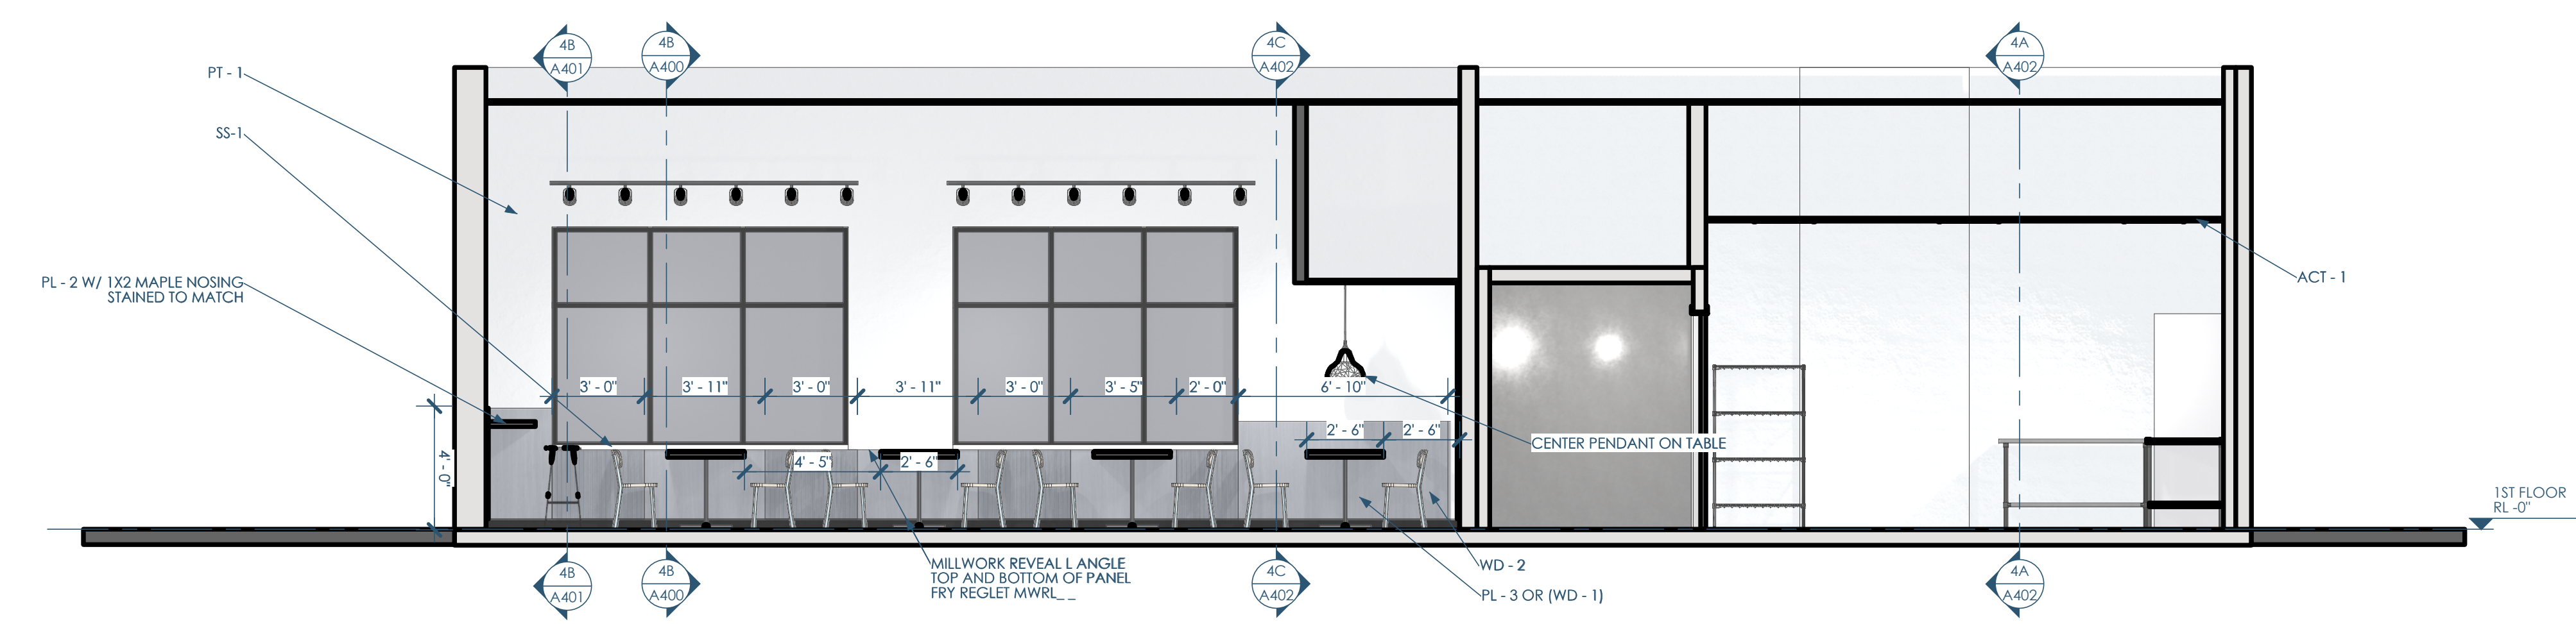 4B
A401
4B
A400
4C
A402
4A
A402
PT - 1
SS-1
PL - 2 W/ 1X2 MAPLE NOSING
STAINED TO MATCH
ACT - 1
3' - 0"
3' - 11"
3' - 0"
3' - 11"
3' - 0"
3' - 5"
2' - 0"
6' - 10"
2' - 6"
2' - 6"
CENTER PENDANT ON TABLE
4' - 0"
4' - 5"
2' - 6"
1ST FLOOR
RL -0"
MILLWORK REVEAL L ANGLE
TOP AND BOTTOM OF PANEL
FRY REGLET MWRL_ _
WD - 2
PL - 3 OR (WD - 1)
4B
A401
4B
A400
4C
A402
4A
A402